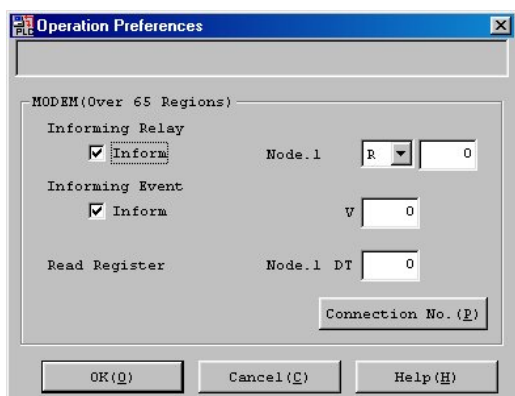 PLC Operation Preferences
MODEM(Over 65 Regions)
Informing Relay
Inform Node.1 R 0
Informing Event
Inform V 0
Read Register Node.1 DT 0
Connection No.(P)
OK(O) Cancel(C) Help(H)